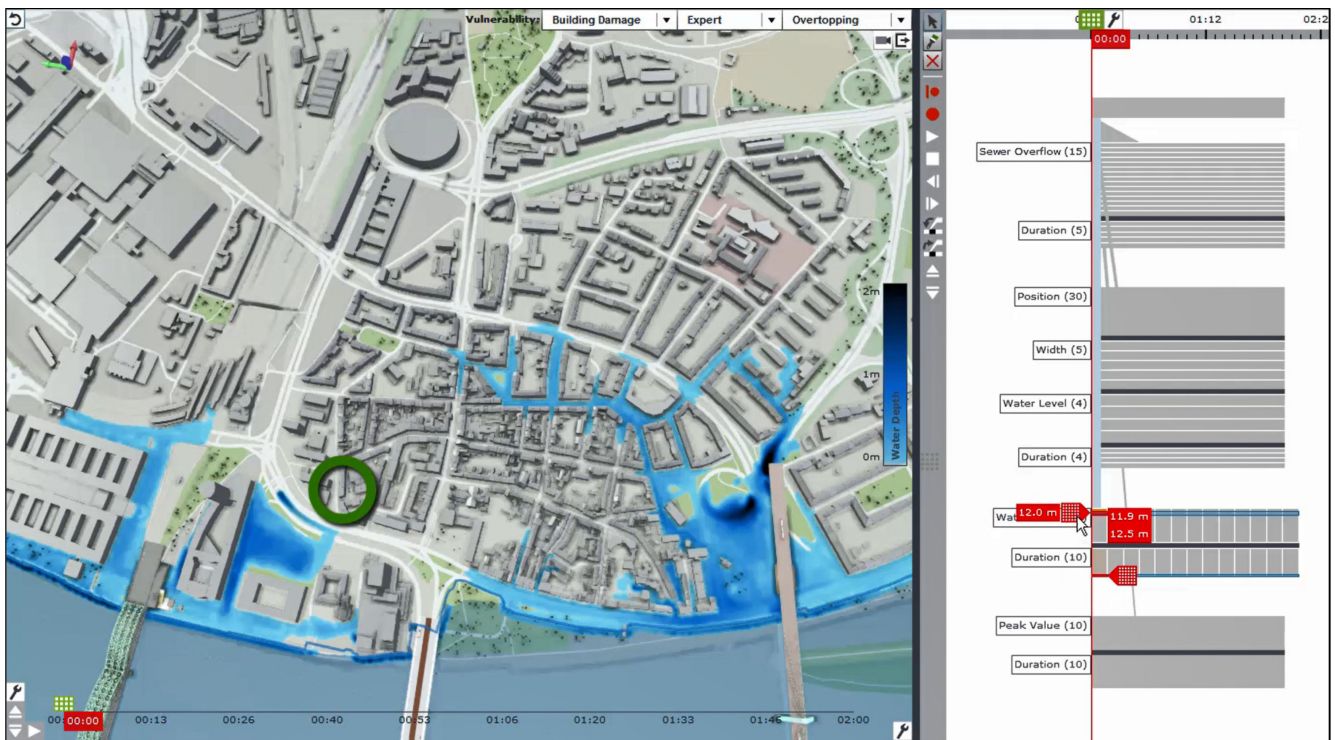 Vulnerability: Building Damage Expert Overtopping
2m
1m
0m
Water Depth
00:00 00:13 00:26 00:40 00:53 01:06 01:20 01:33 01:46 02:00
01:12
00:00
Sewer Overflow (15)
Duration (5)
Position (30)
Width (5)
Water Level (4)
Duration (4)
12.0 m
11.9 m
12.5 m
Duration (10)
Peak Value (10)
Duration (10)